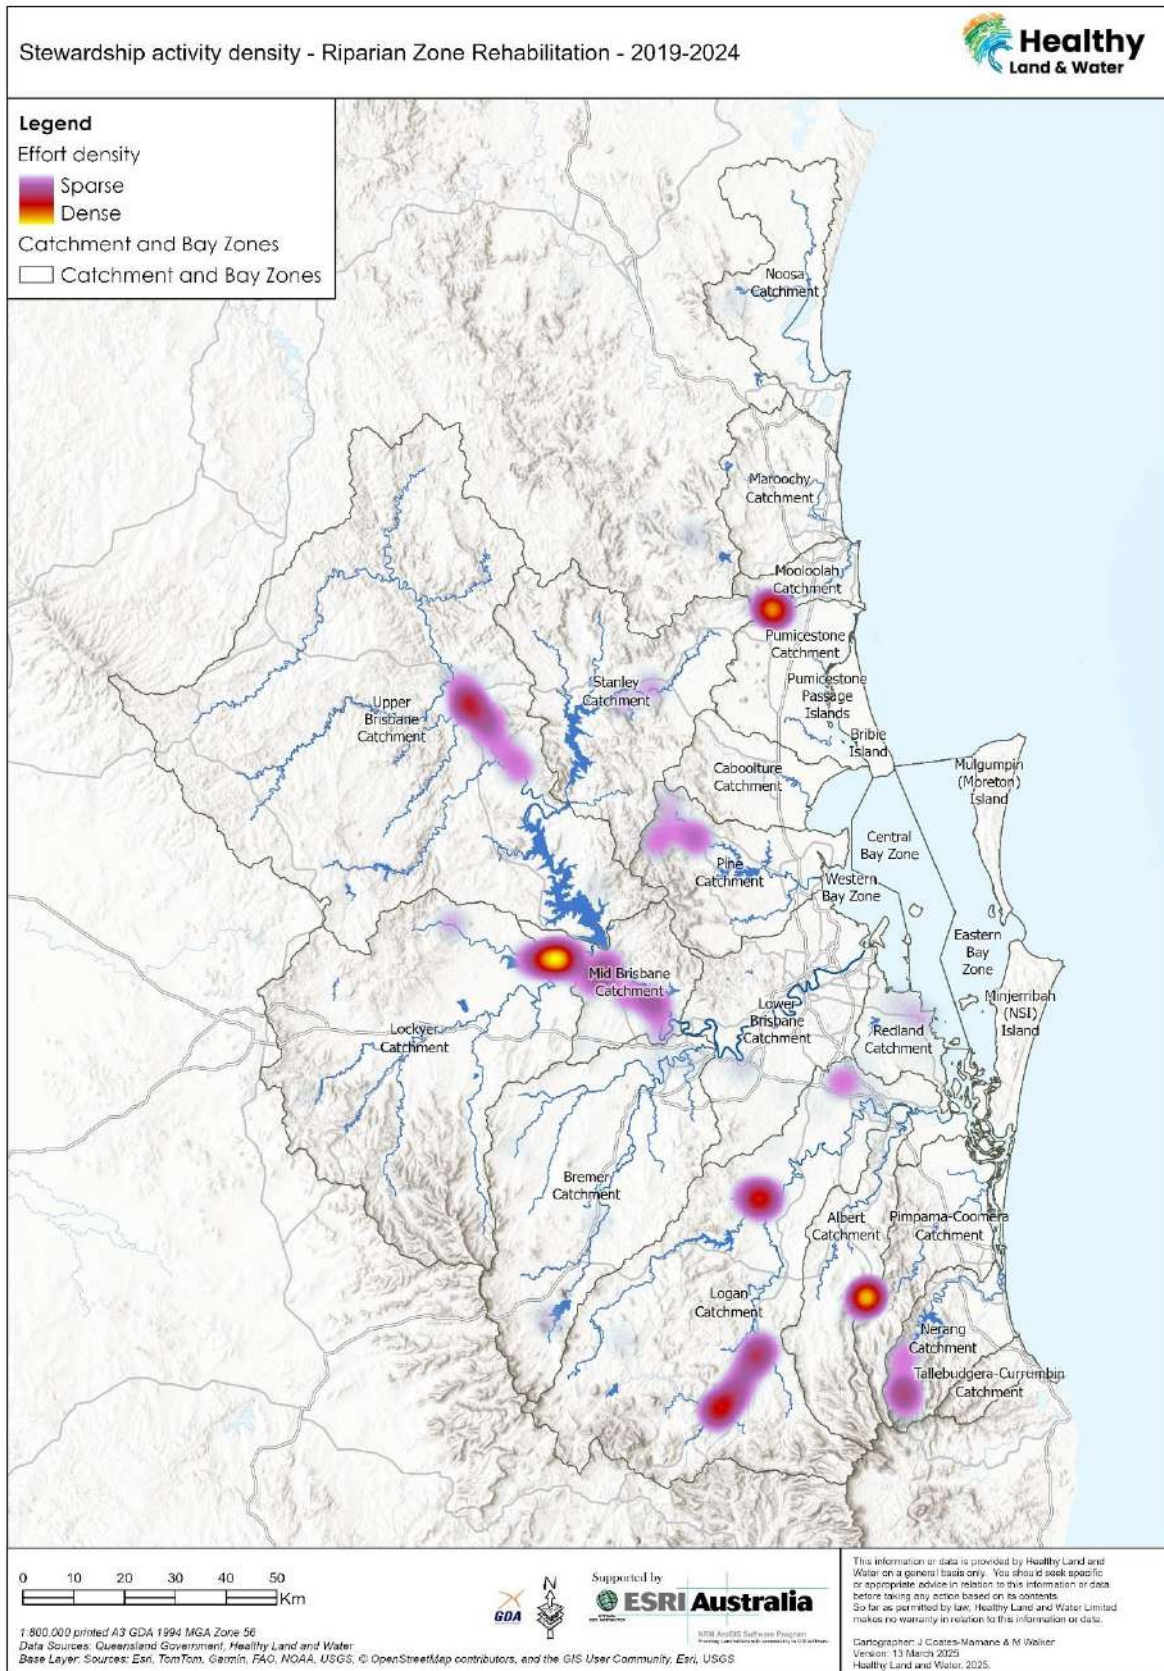 Stewardship activity density - Riparian Zone Rehabilitation - 2019-2024
Healthy
Land & Water
Legend
Effort density
Sparse
Dense
Catchment and Bay Zones
Catchment and Bay Zones
Noosa
Catchment
Maroochy
Catchment
Mooloolah
Catchment
Pumicestone
Catchment
Stanley
Catchment
Pumicestone
Passage
Islands
Upper
Brisbane
Catchment
Bribie
Island
Caboolture
Catchment
Mulgumpin
(Moreton)
Island
Central
Bay Zone
Pine
Catchment
Western
Bay Zone
Eastern
Bay
Zone
Mid Brisbane
Catchment
Lower
Brisbane
Catchment
Minjerribah
(NSI)
Island
Lockyer
Catchment
Redland
Catchment
Bremer
Catchment
Albert
Catchment
Pimpama-Coomera
Catchment
Logan
Catchment
Nerang
Catchment
Tallebudgera-Currumbin
Catchment
0 10 20 30 40 50
Km
GDA
N
Supported by
ESRI Australia
NRM ArcGIS Software Program
1:800,000 printed A3 GDA 1994 MGA Zone 56
Data Sources: Queensland Government, Healthy Land and Water
Base Layer: Sources: Esri, TomTom, Garmin, FAO, NOAA, USGS, © OpenStreetMap contributors, and the GIS User Community, Esri, USGS
This information or data is provided by Healthy Land and
Water on a general basis only. You should seek specific
or appropriate advice in relation to this information or data
before taking any action based on its contents.
So far as permitted by law, Healthy Land and Water Limited
makes no warranty in relation to this information or data.
Cartographer: J Coates-Marnane & M Walker
Version: 13 March 2025
Healthy Land and Water, 2025.